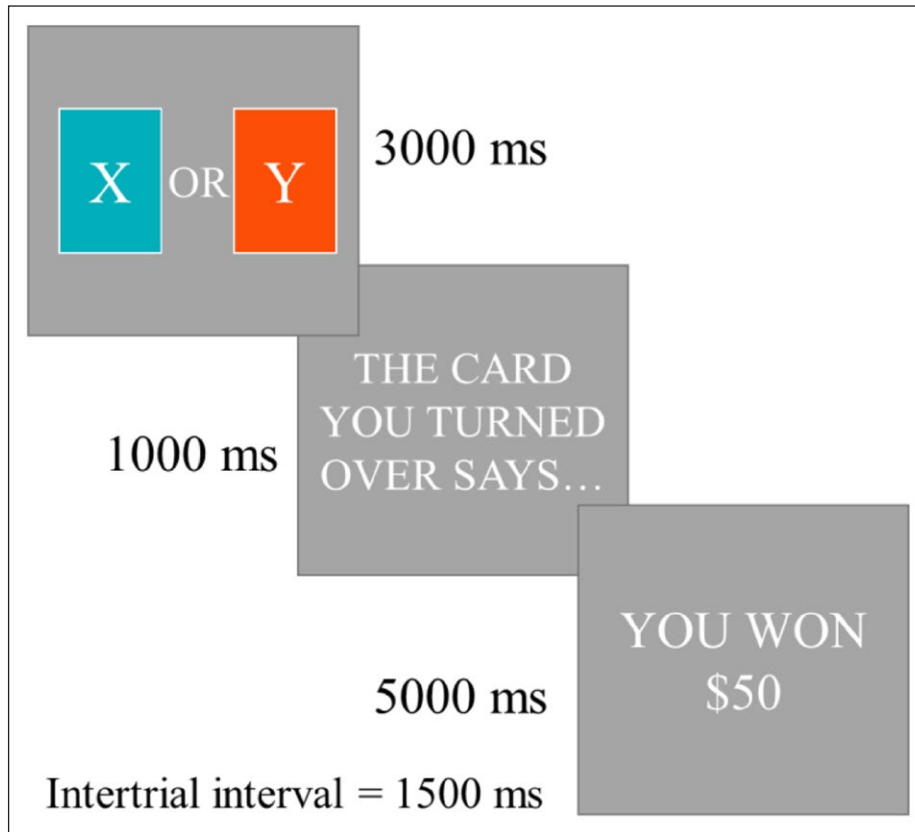 X OR Y
3000 ms
THE CARD
YOU TURNED
OVER SAYS…
1000 ms
YOU WON
$50
5000 ms
Intertrial interval = 1500 ms